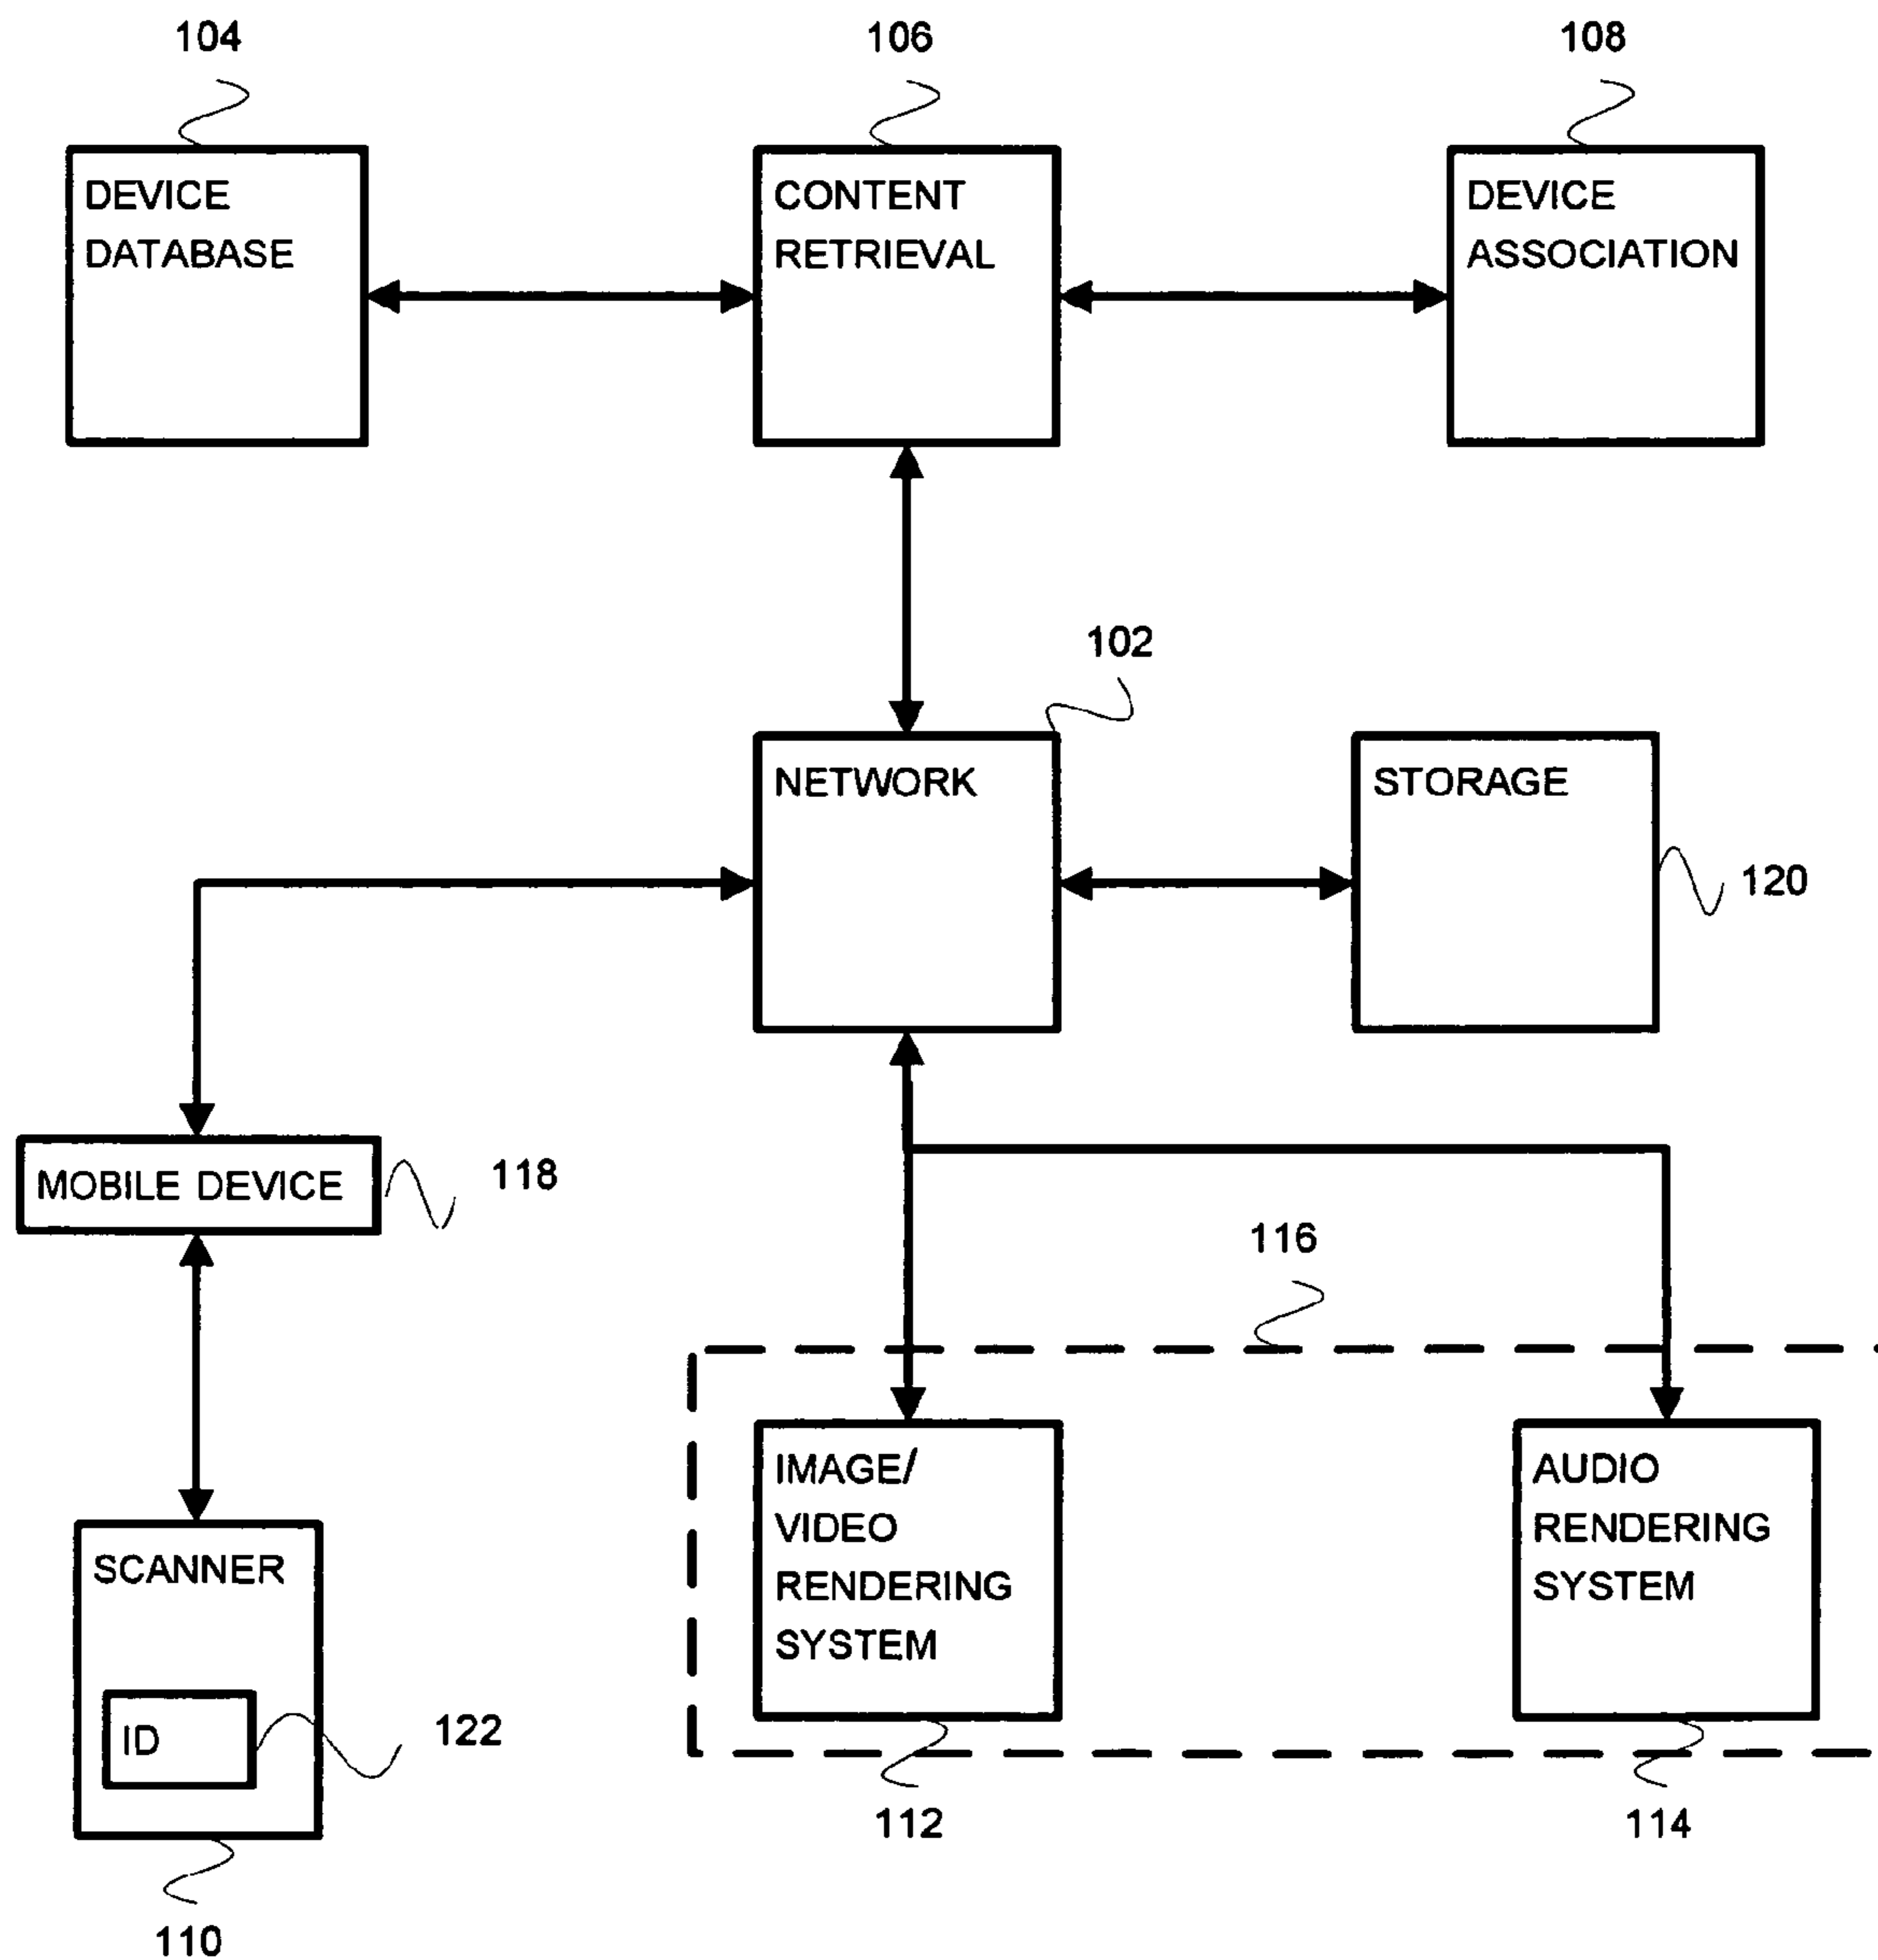 104
106
108
DEVICE
DATABASE
CONTENT
RETRIEVAL
DEVICE
ASSOCIATION
102
NETWORK
STORAGE
120
MOBILE DEVICE
118
116
IMAGE/
VIDEO
RENDERING
SYSTEM
AUDIO
RENDERING
SYSTEM
SCANNER
ID
122
112
114
110